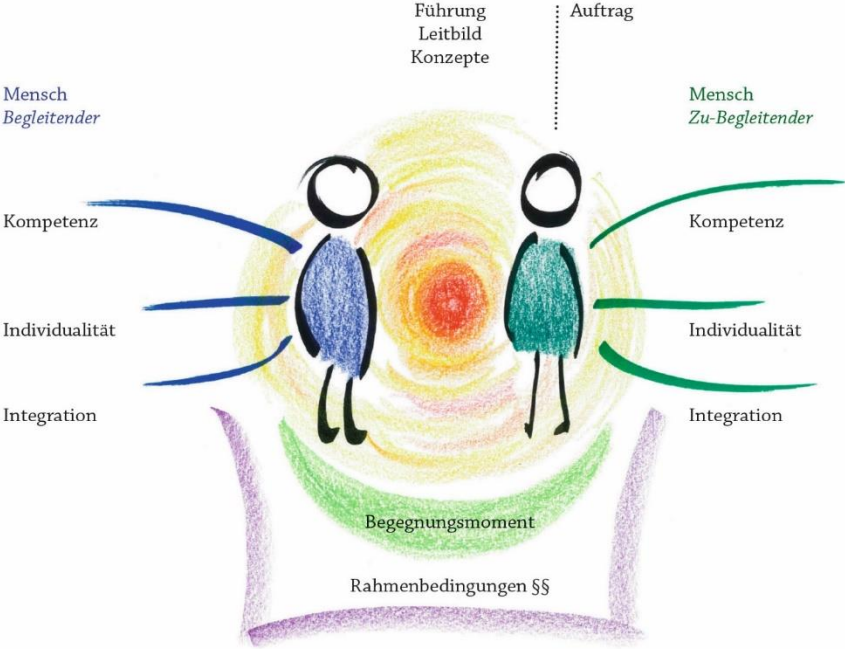 Führung
Leitbild
Konzepte
Auftrag
Mensch
Begleitender
Mensch
Zu-Begleitender
Kompetenz
Kompetenz
Individualität
Individualität
Integration
Integration
Begegnungsmoment
Rahmenbedingungen §§